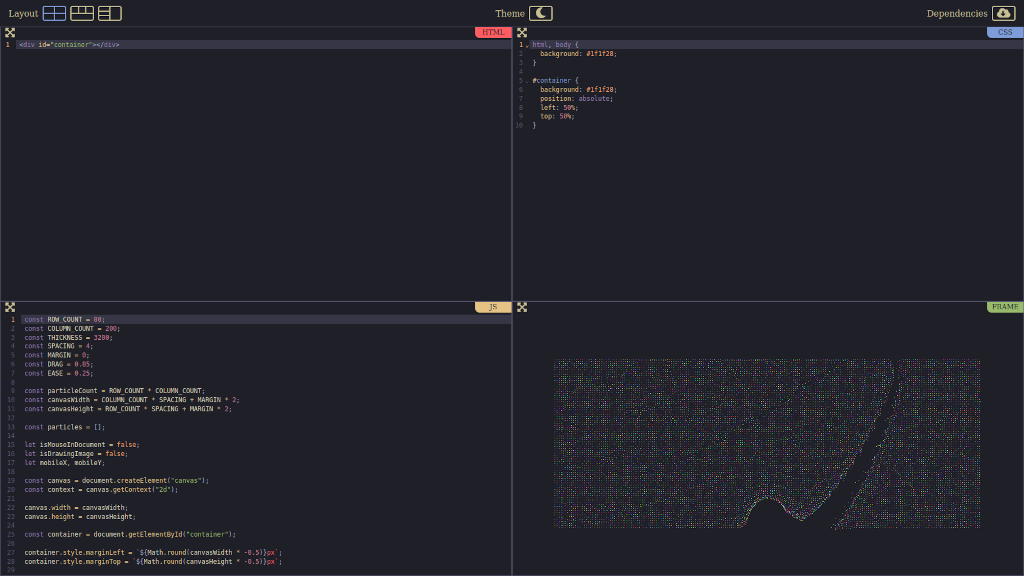 Layout
Theme
Dependencies
HTML
1 <div id="container"></div>
CSS
1 html, body {
2   background: #1f1f28;
3 }
4
5 #container {
6   background: #1f1f28;
7   position: absolute;
8   left: 50%;
9   top: 50%;
10 }
JS
1 const ROW_COUNT = 80;
2 const COLUMN_COUNT = 200;
3 const THICKNESS = 3200;
4 const SPACING = 4;
5 const MARGIN = 0;
6 const DRAG = 0.85;
7 const EASE = 0.25;
8
9 const particleCount = ROW_COUNT * COLUMN_COUNT;
10 const canvasWidth = COLUMN_COUNT * SPACING + MARGIN * 2;
11 const canvasHeight = ROW_COUNT * SPACING + MARGIN * 2;
12
13 const particles = [];
14
15 let isMouseInDocument = false;
16 let isDrawingImage = false;
17 let mobileX, mobileY;
18
19 const canvas = document.createElement("canvas");
20 const context = canvas.getContext("2d");
21
22 canvas.width = canvasWidth;
23 canvas.height = canvasHeight;
24
25 const container = document.getElementById("container");
26
27 container.style.marginLeft = `${Math.round(canvasWidth * -0.5)}px`;
28 container.style.marginTop = `${Math.round(canvasHeight * -0.5)}px`;
29
FRAME